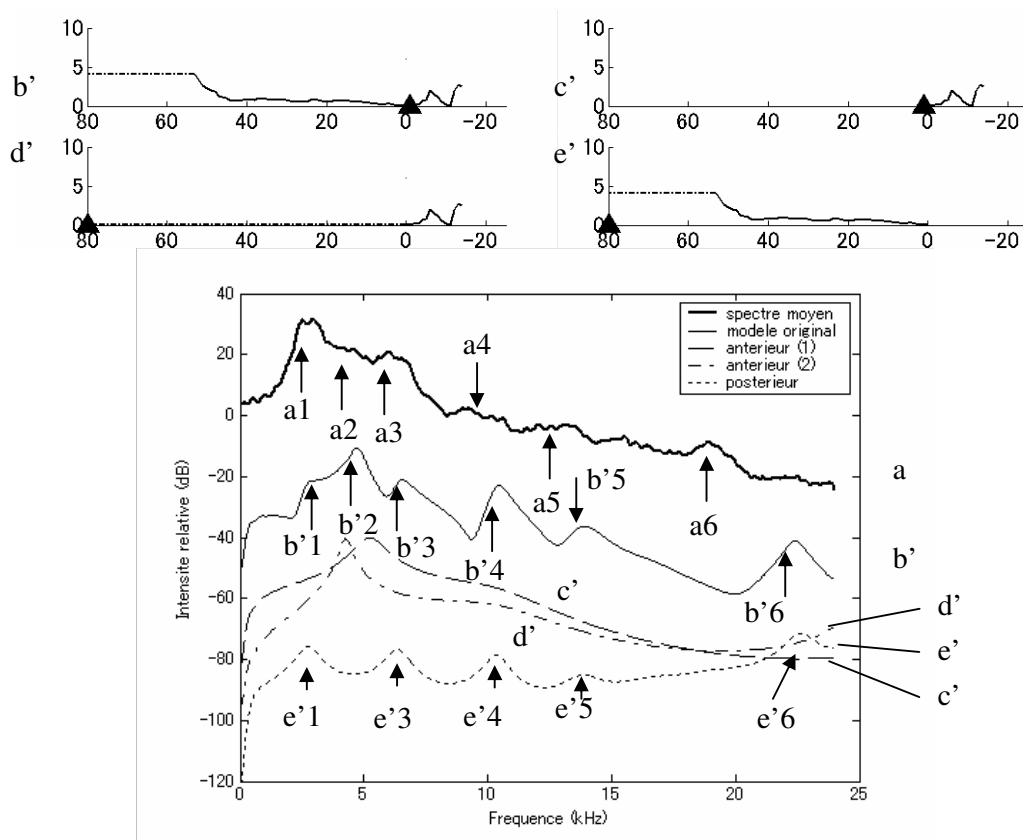 10
5
0
b’
80 60 40 20 0 -20
10
5
0
c’
80 60 40 20 0 -20
10
5
0
d’
80 60 40 20 0 -20
10
5
0
e’
80 60 40 20 0 -20
40
20
0
-20
-40
-60
-80
-100
-120
Intensite relative (dB)
0 5 10 15 20 25
Frequence (kHz)
spectre moyen
modele original
anterieur (1)
anterieur (2)
posterieur
a1
a2
a3
a4
a5
a6
a
b’1
b’2
b’3
b’4
b’5
b’6
b’
c’
d’
d’
e’
c’
e’1
e’3
e’4
e’5
e’6